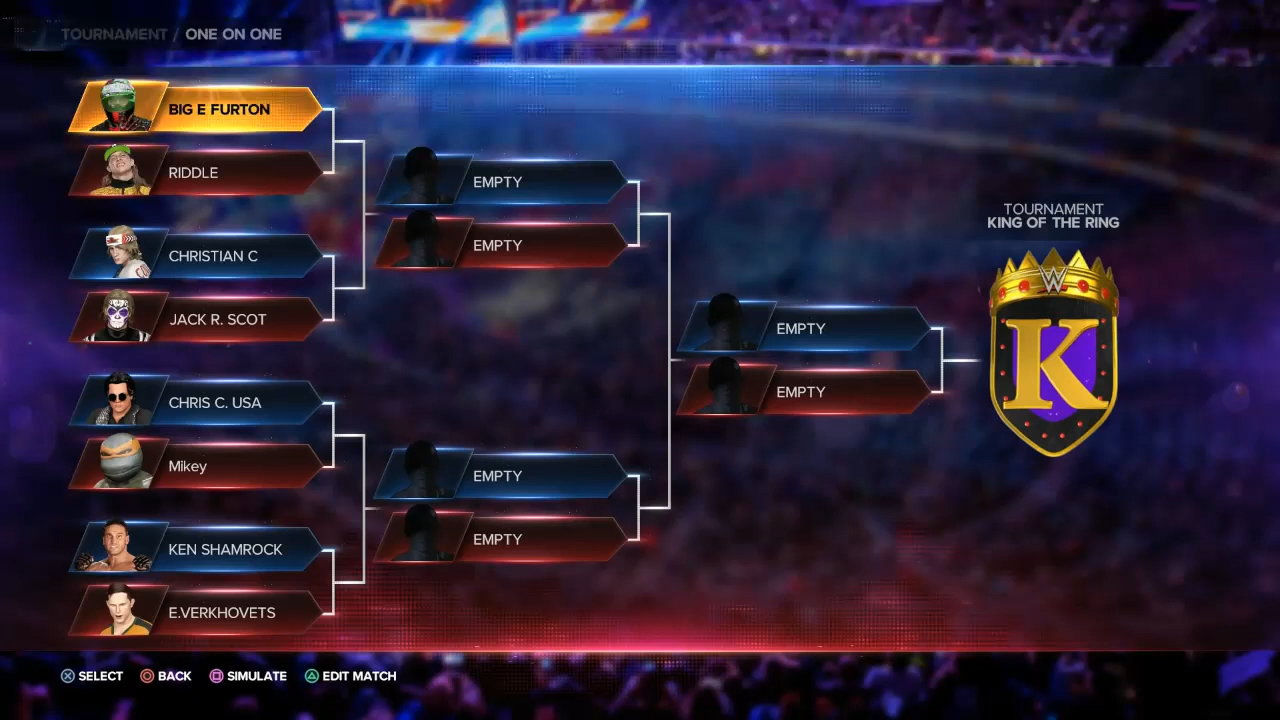 TOURNAMENT / ONE ON ONE
BIG E FURTON
RIDDLE
CHRISTIAN C
JACK R. SCOT
CHRIS C. USA
Mikey
KEN SHAMROCK
E.VERKHOVETS
EMPTY
EMPTY
EMPTY
EMPTY
EMPTY
EMPTY
TOURNAMENT
KING OF THE RING
W
K
SELECT
BACK
SIMULATE
EDIT MATCH